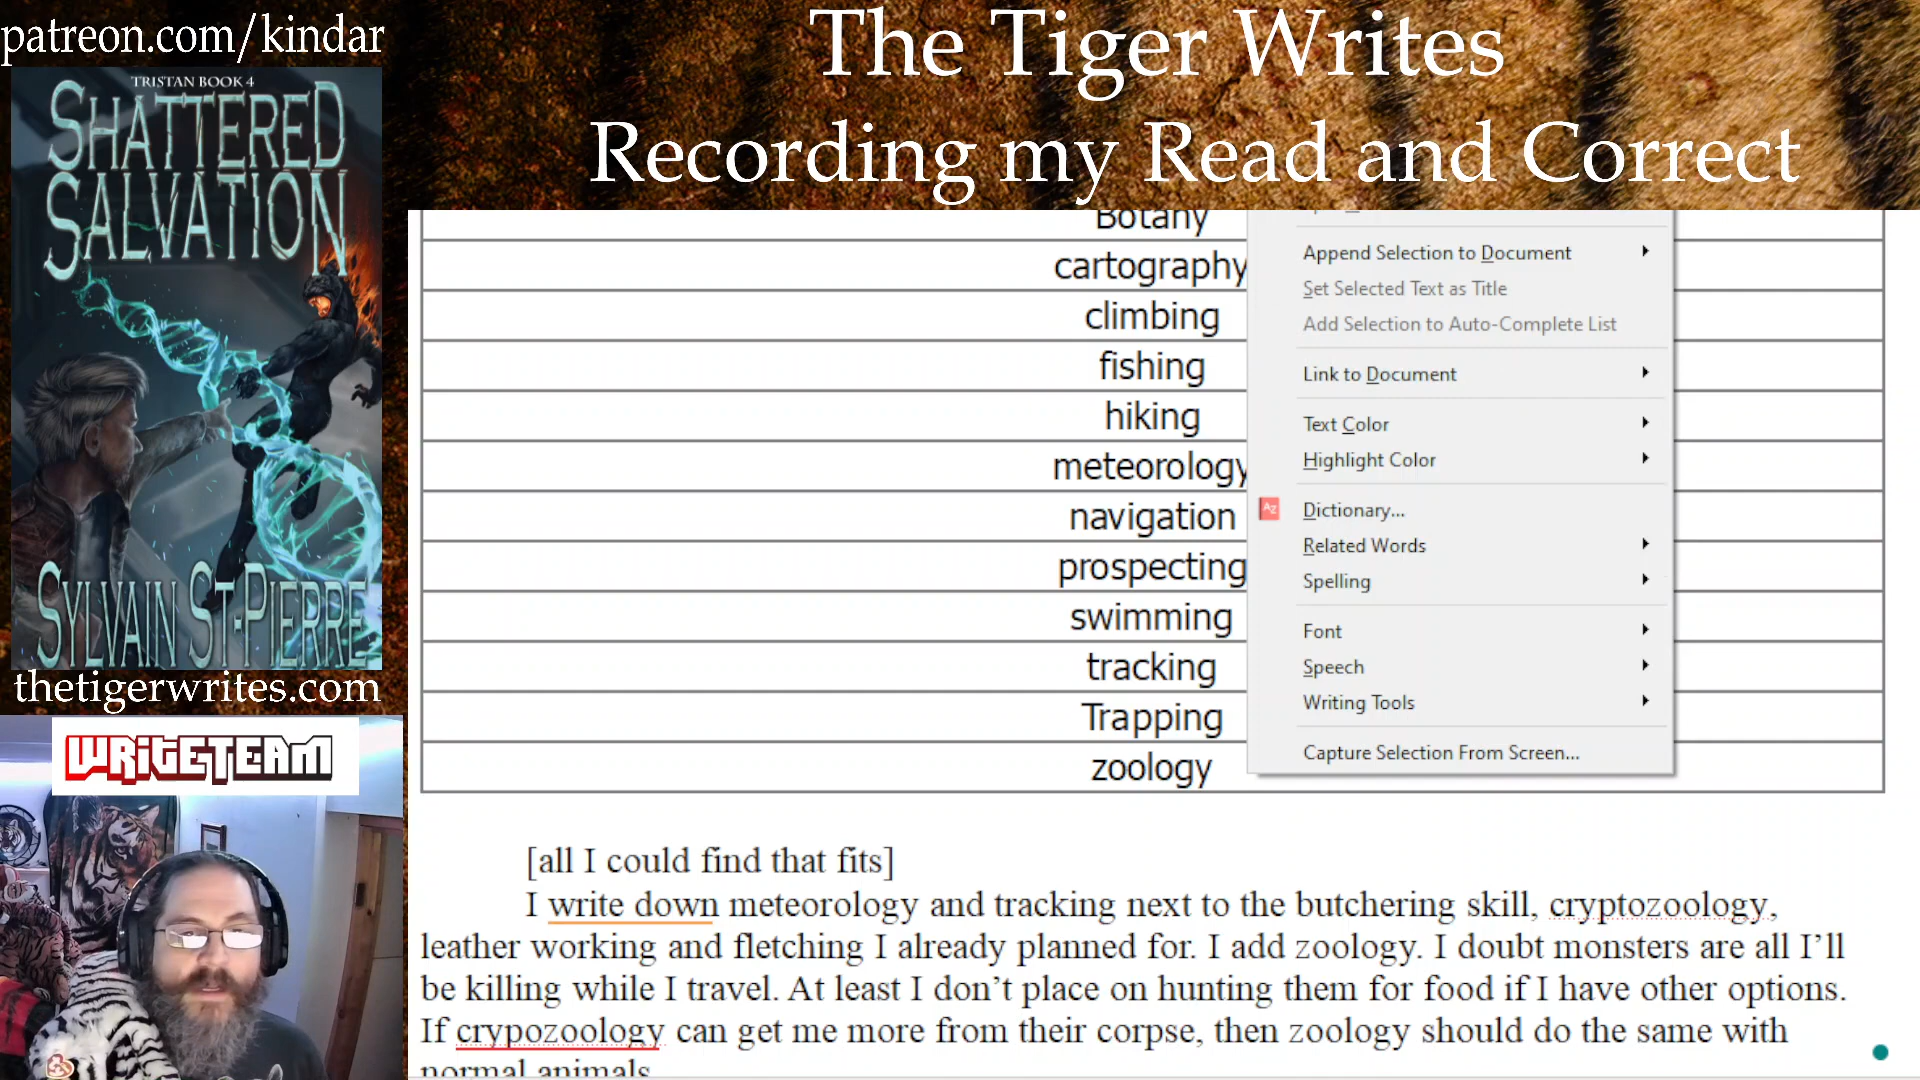 patreon.com/kindar
TRISTAN BOOK 4
SHATTERED
SALVATION
SYLVAIN ST-PIERRE
thetigerwrites.com
WRITETEAM
The Tiger Writes
Recording my Read and Correct
Botany
cartography
climbing
fishing
hiking
meteorology
navigation
prospecting
swimming
tracking
Trapping
zoology
Append Selection to Document
Set Selected Text as Title
Add Selection to Auto-Complete List
Link to Document
Text Color
Highlight Color
AZ
Dictionary...
Related Words
Spelling
Font
Speech
Writing Tools
Capture Selection From Screen...
[all I could find that fits]
I write down meteorology and tracking next to the butchering skill, cryptozoology,
leather working and fletching I already planned for. I add zoology. I doubt monsters are all I’ll
be killing while I travel. At least I don’t place on hunting them for food if I have other options.
If crypozoology can get me more from their corpse, then zoology should do the same with
normal animals